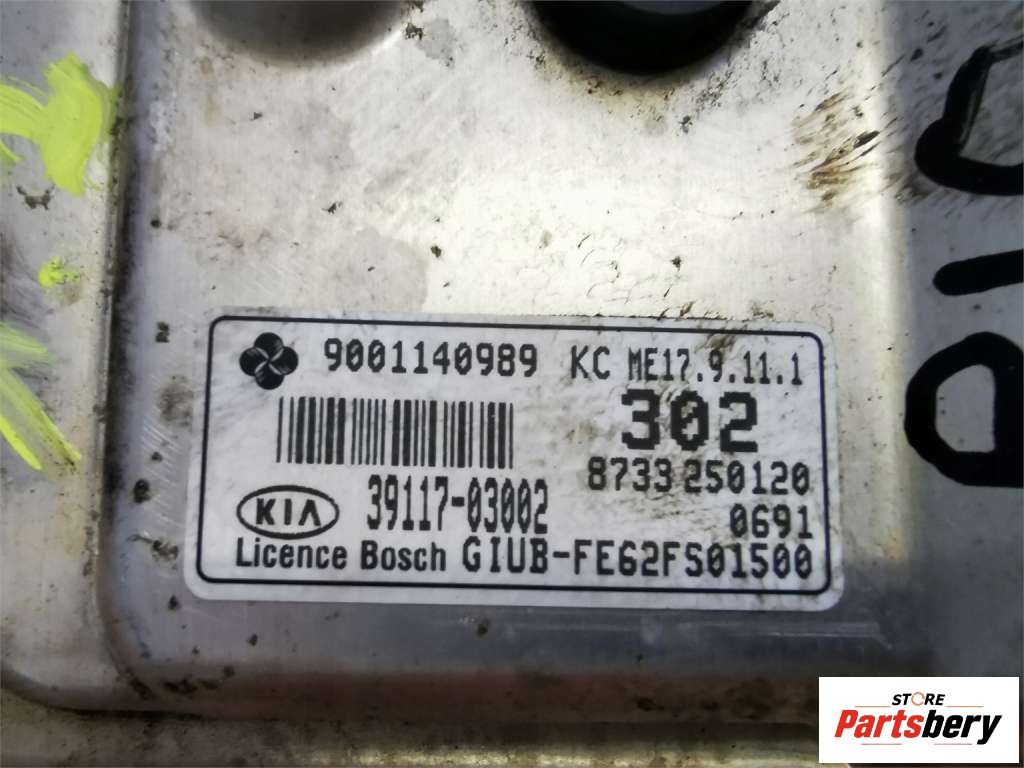 9001140989 KC ME17.9.11.1
302
8733 250120
39117-03002
KIA
0691
Licence Bosch GIUB-FE62FS01500
PIC
STORE
Partsbery